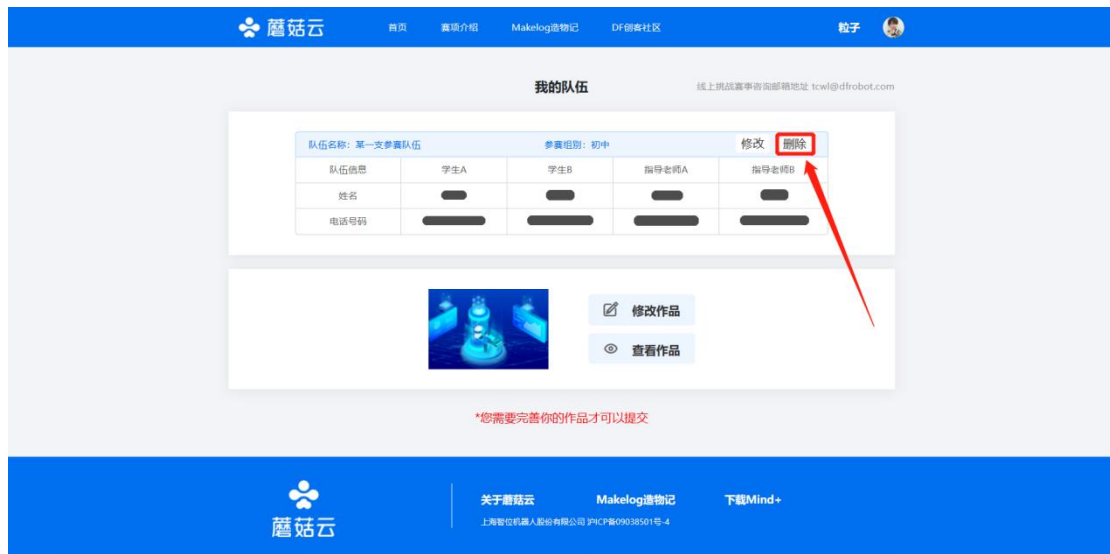 蘑菇云 首页 赛项介绍 Makelog造物记 DF创客社区 粒子
我的队伍 线上挑战赛事咨询邮箱地址 tcwl@dfrobot.com
队伍名称：某一支参赛队伍 参赛组别：初中 修改 删除
队伍信息 学生A 学生B 指导老师A 指导老师B
姓名
电话号码
修改作品
查看作品
*您需要完善你的作品才可以提交
蘑菇云
关于蘑菇云 Makelog造物记 下载Mind+
上海智位机器人股份有限公司 沪ICP备09038501号-4